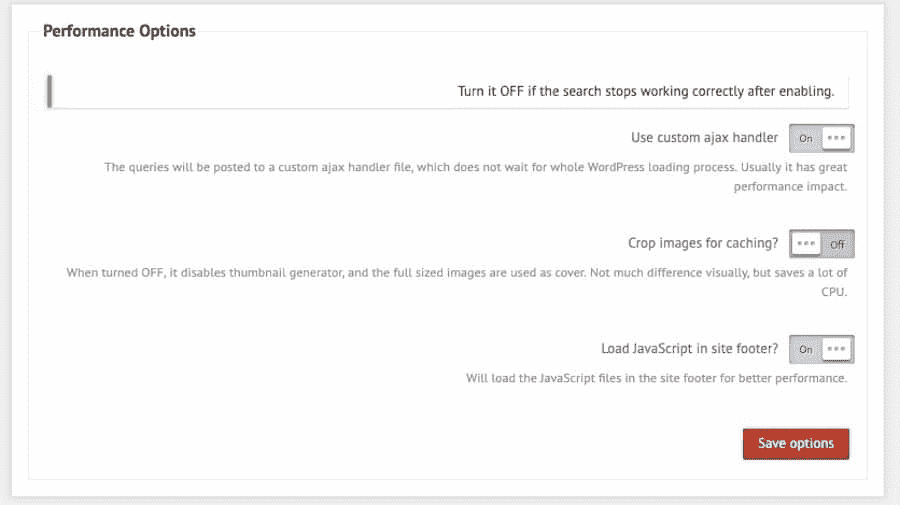 Performance Options
Turn it OFF if the search stops working correctly after enabling.
Use custom ajax handler On
The queries will be posted to a custom ajax handler file, which does not wait for whole WordPress loading process. Usually it has great
performance impact.
Crop images for caching? Off
When turned OFF, it disables thumbnail generator, and the full sized images are used as cover. Not much difference visually, but saves a lot of
CPU.
Load JavaScript in site footer? On
Will load the JavaScript files in the site footer for better performance.
Save options